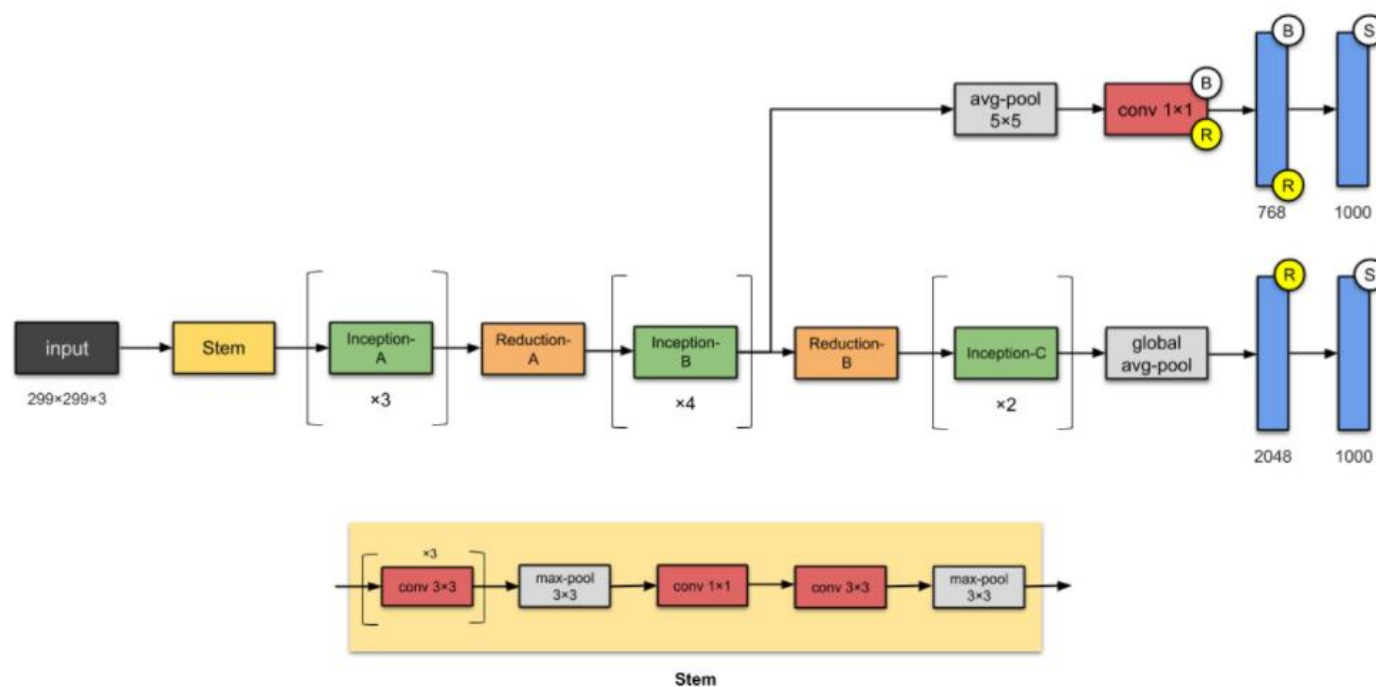 B
S
avg-pool
5×5
conv 1×1
B
R
R
768
1000
R
S
input
Stem
Inception-
A
Reduction-
A
Inception-
B
Reduction-
B
Inception-C
global
avg-pool
299×299×3
×3
×4
×2
2048
1000
×3
conv 3×3
max-pool
3×3
conv 1×1
conv 3×3
max-pool
3×3
Stem